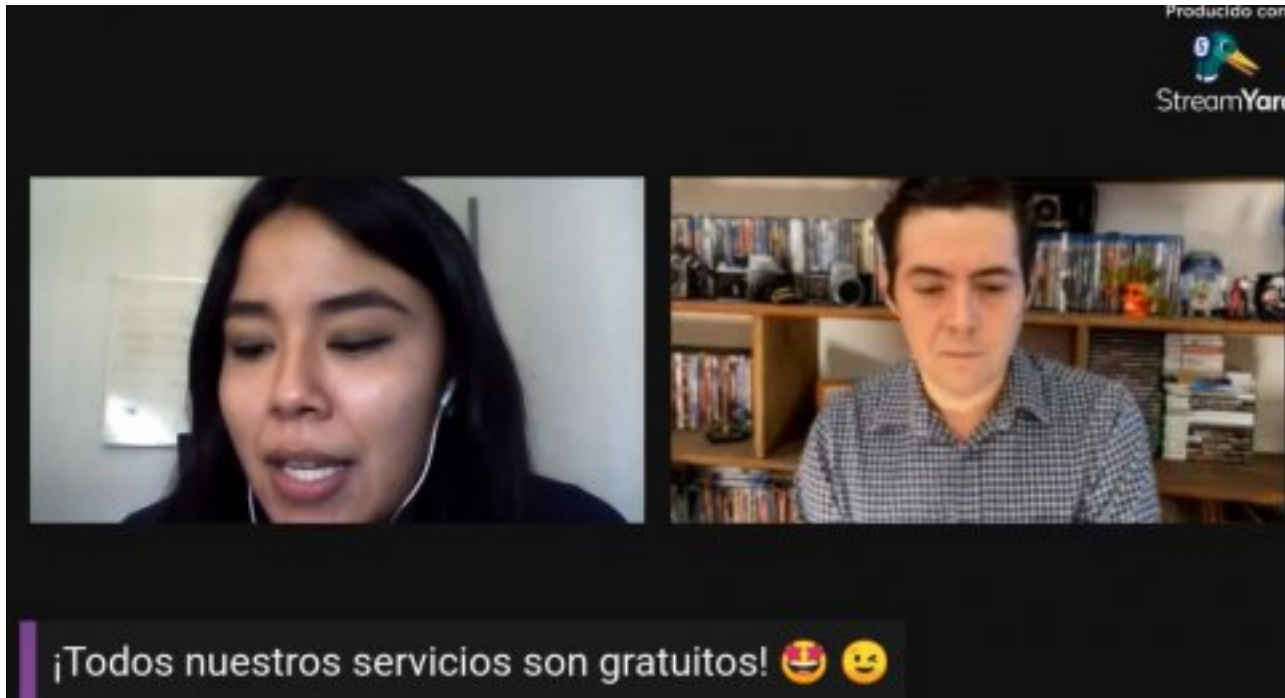 Producido con
StreamYard
¡Todos nuestros servicios son gratuitos! 🤩 😉